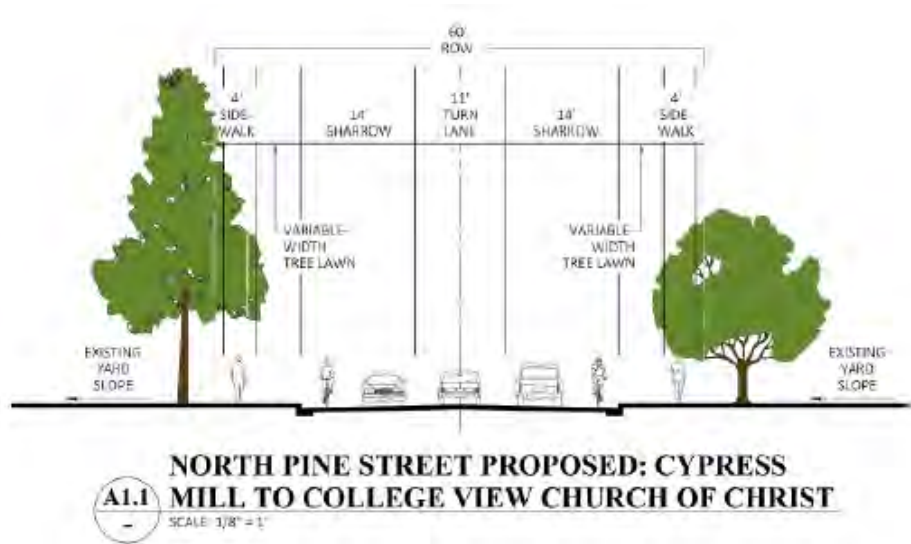 60'
ROW
4'
SIDE-
WALK
14'
SHARROW
11'
TURN
LANE
14'
SHARROW
4'
SIDE-
WALK
VARIABLE-
WIDTH
TREE LAWN
VARIABLE-
WIDTH
TREE LAWN
EXISTING
YARD
SLOPE
EXISTING
YARD
SLOPE
A1.1
-
NORTH PINE STREET PROPOSED: CYPRESS
MILL TO COLLEGE VIEW CHURCH OF CHRIST
SCALE: 1/8" = 1'